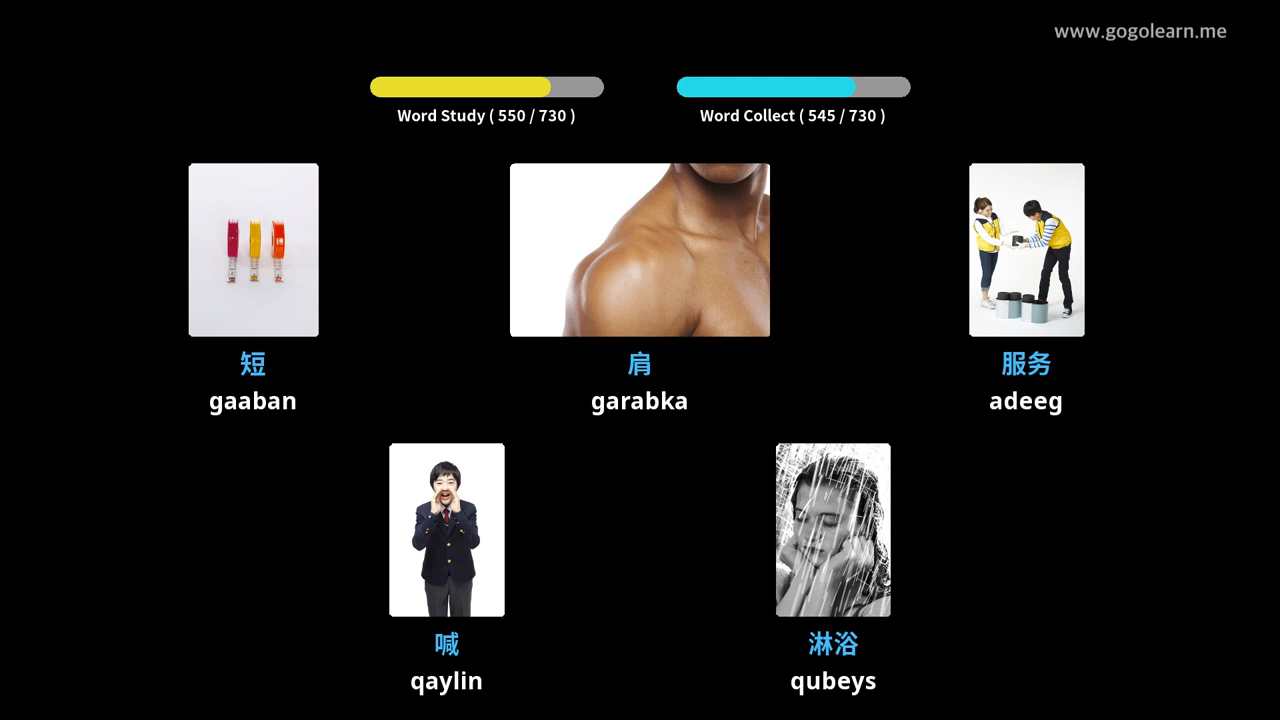 www.gogolearn.me
Word Study ( 550 / 730 )
Word Collect ( 545 / 730 )
短
gaaban
肩
garabka
服务
adeeg
喊
qaylin
淋浴
qubeys